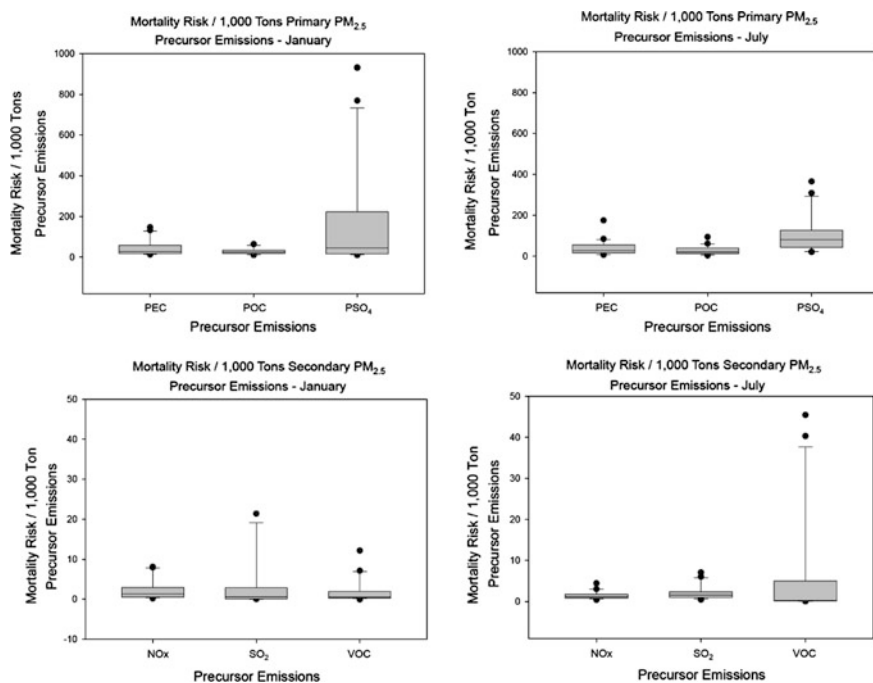 Mortality Risk / 1,000 Tons Primary PM2.5
Precursor Emissions - January
Mortality Risk / 1,000 Tons
Precursor Emissions
1000
800
600
400
200
0
PEC
POC
PSO4
Precursor Emissions
Mortality Risk / 1,000 Tons Primary PM2.5
Precursor Emissions - July
Mortality Risk / 1,000 Ton
Precursor Emissions
1000
800
600
400
200
0
PEC
POC
PSO4
Precursor Emissions
Mortality Risk / 1,000 Tons Secondary PM2.5
Precursor Emissions - January
Mortality Risk / 1,000 Ton
Precursor Emissions
50
40
30
20
10
0
-10
NOx
SO2
VOC
Precursor Emissions
Mortality Risk / 1,000 Tons Secondary PM2.5
Precursor Emissions - July
Mortality Risk / 1,000 Ton
Precursor Emissions
50
40
30
20
10
0
NOx
SO2
VOC
Precursor Emissions